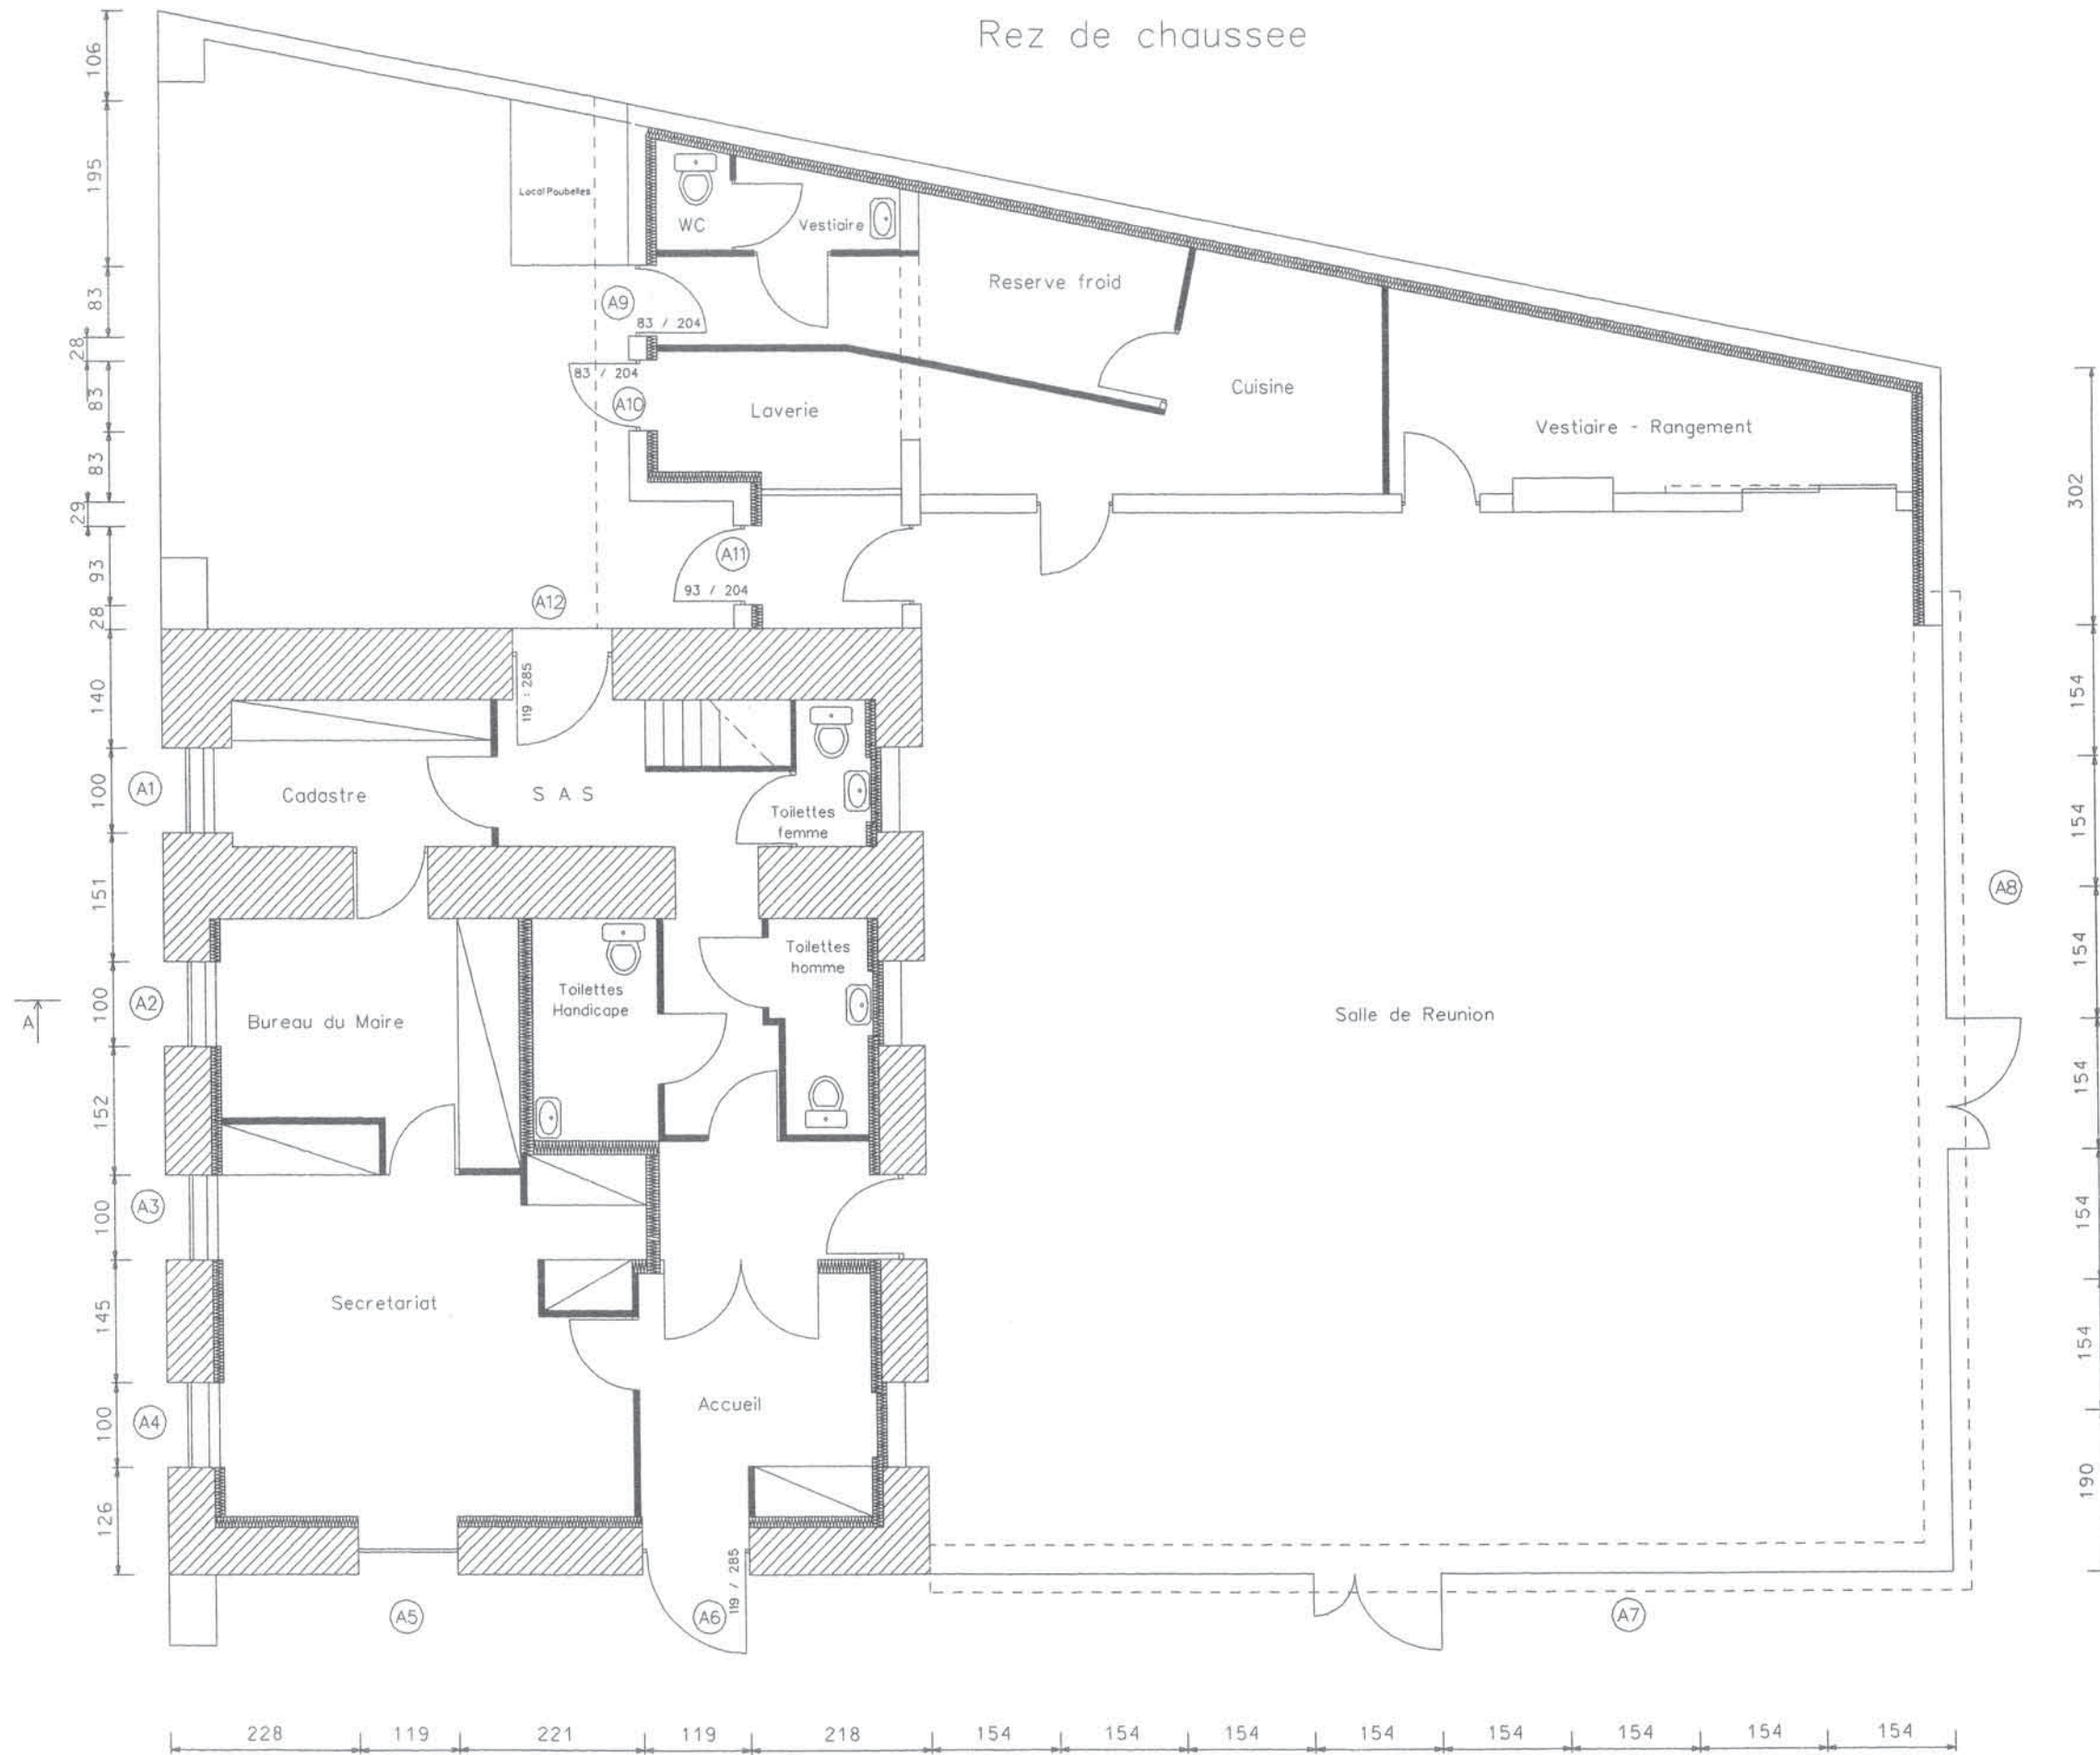 Rez de chaussee
106
195
83
28
83
83
29
93
28
140
100
151
100
152
100
145
100
126
Local Poubelles
WC
Vestiaire
Reserve froid
A9
83 / 204
83 / 204
A10
Laverie
Cuisine
Vestiaire - Rangement
A11
93 / 204
A12
119 : 285
A1
Cadastre
S A S
Toilettes
femme
A2
A
Bureau du Maire
Toilettes
Handicape
Toilettes
homme
Salle de Reunion
A8
A3
Secretariat
A4
Accueil
A5
A6
119 / 285
A7
302
154
154
154
154
154
154
190
228
119
221
119
218
154
154
154
154
154
154
154
154